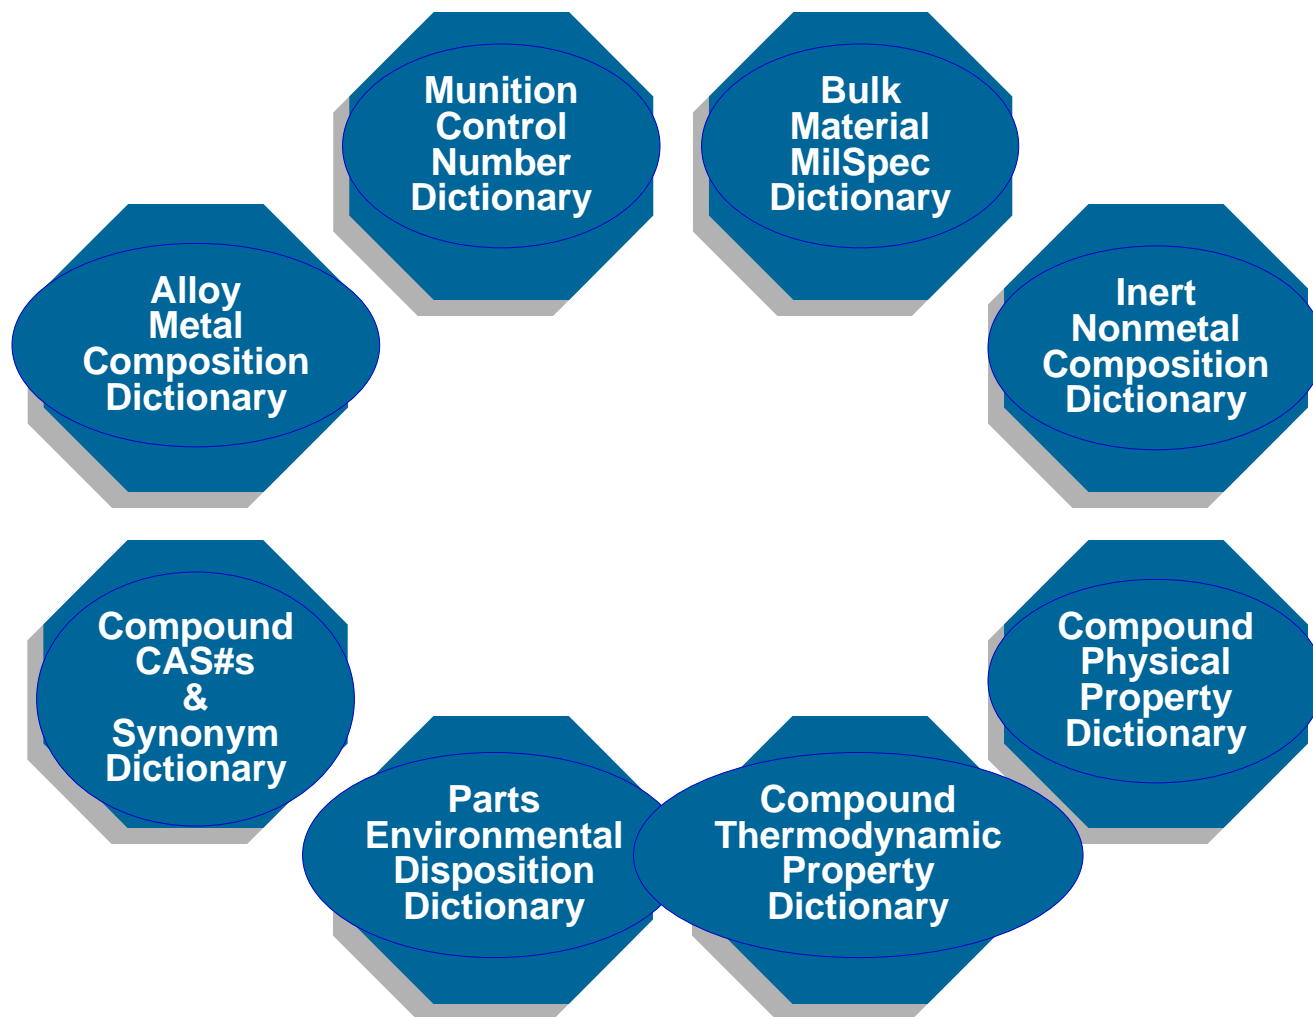 Munition
Control
Number
Dictionary
Bulk
Material
MilSpec
Dictionary
Alloy
Metal
Composition
Dictionary
Inert
Nonmetal
Composition
Dictionary
Compound
CAS#s
&
Synonym
Dictionary
Compound
Physical
Property
Dictionary
Parts
Environmental
Disposition
Dictionary
Compound
Thermodynamic
Property
Dictionary